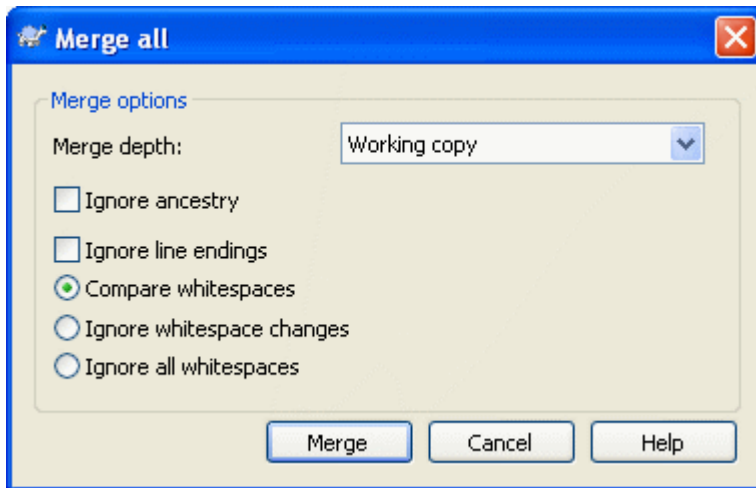 Merge all
Merge options
Merge depth: Working copy
Ignore ancestry
Ignore line endings
Compare whitespaces
Ignore whitespace changes
Ignore all whitespaces
Merge Cancel Help